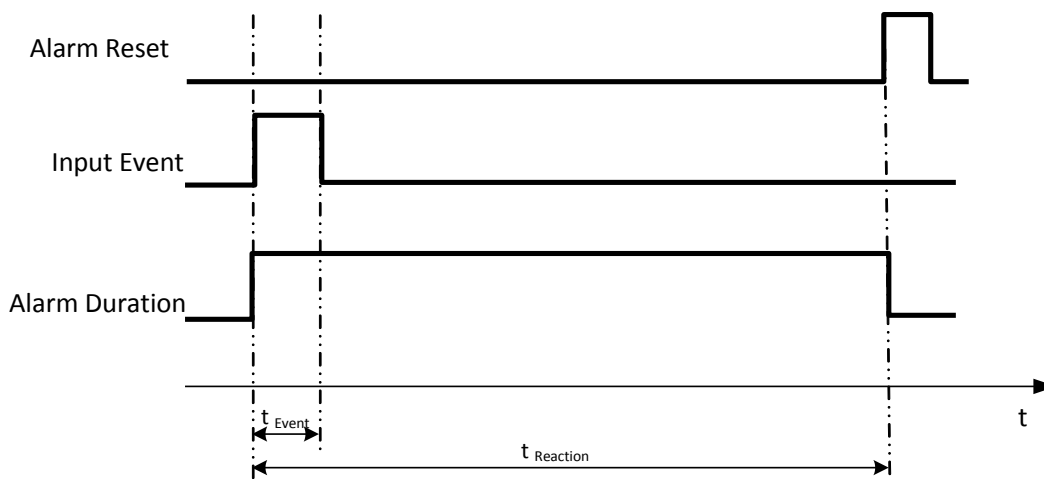 Alarm Reset
Input Event
Alarm Duration
t
t Event
t Reaction